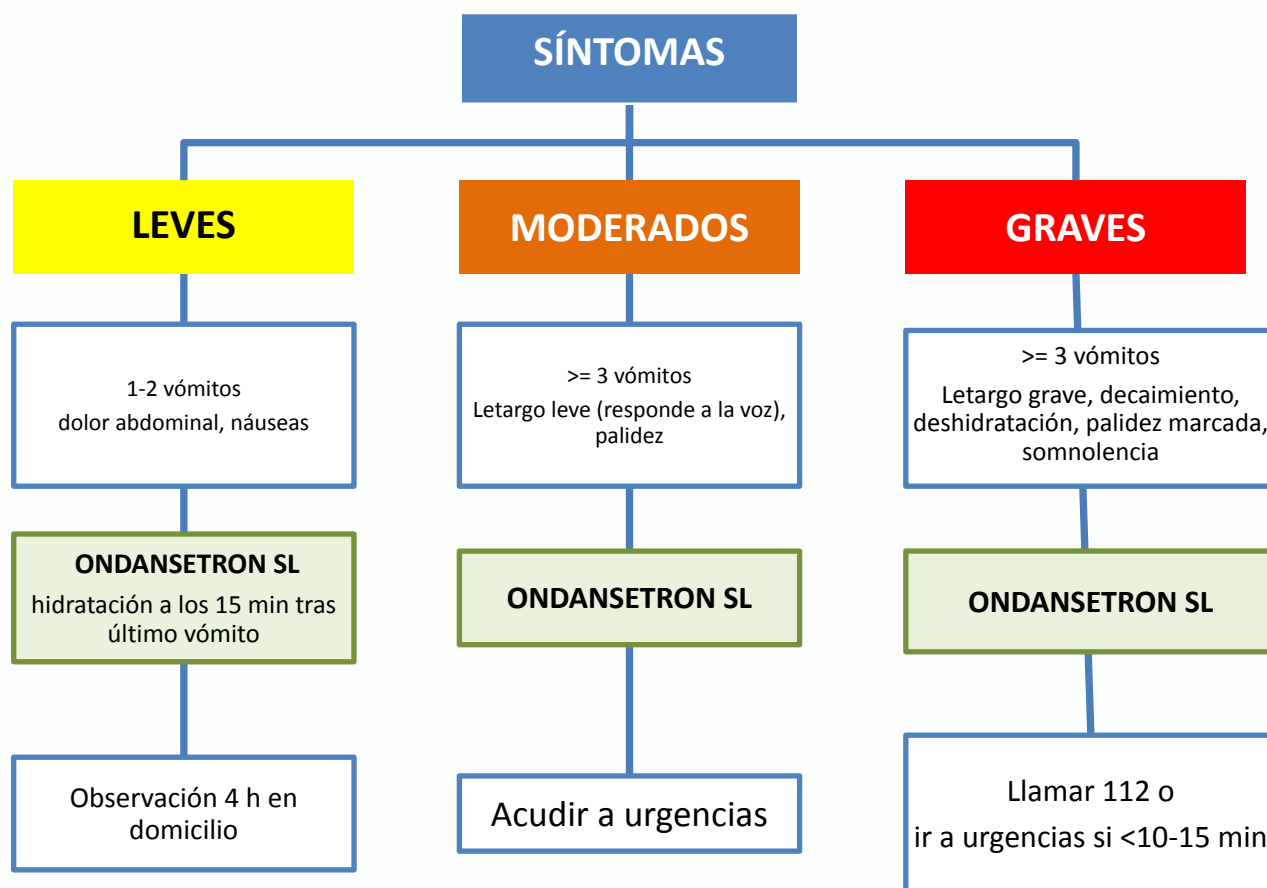 SÍNTOMAS
LEVES
MODERADOS
GRAVES
1-2 vómitos
dolor abdominal, náuseas
>= 3 vómitos
Letargo leve (responde a la voz),
palidez
>= 3 vómitos
Letargo grave, decaimiento,
deshidratación, palidez marcada,
somnolencia
ONDANSETRON SL
hidratación a los 15 min tras
último vómito
ONDANSETRON SL
ONDANSETRON SL
Observación 4 h en
domicilio
Acudir a urgencias
Llamar 112 o
ir a urgencias si <10-15 min